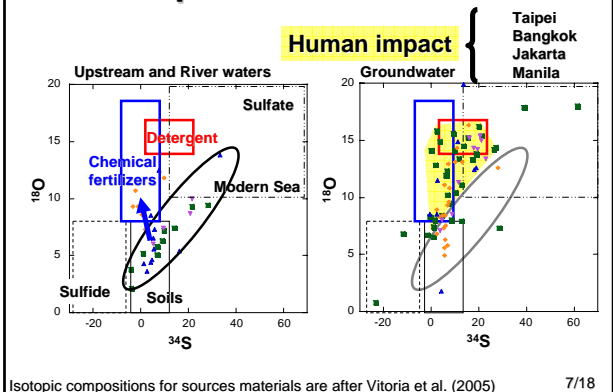 Human impact
Taipei
Bangkok
Jakarta
Manila
Upstream and River waters
20
15
10
5
0
18O
-20
0
20
40
60
34S
Sulfate
Detergent
Chemical
fertilizers
Modern Sea
Sulfide
Soils
Groundwater
20
15
10
5
0
18O
-20
0
20
40
60
34S
Isotopic compositions for sources materials are after Vitoria et al. (2005)
7/18